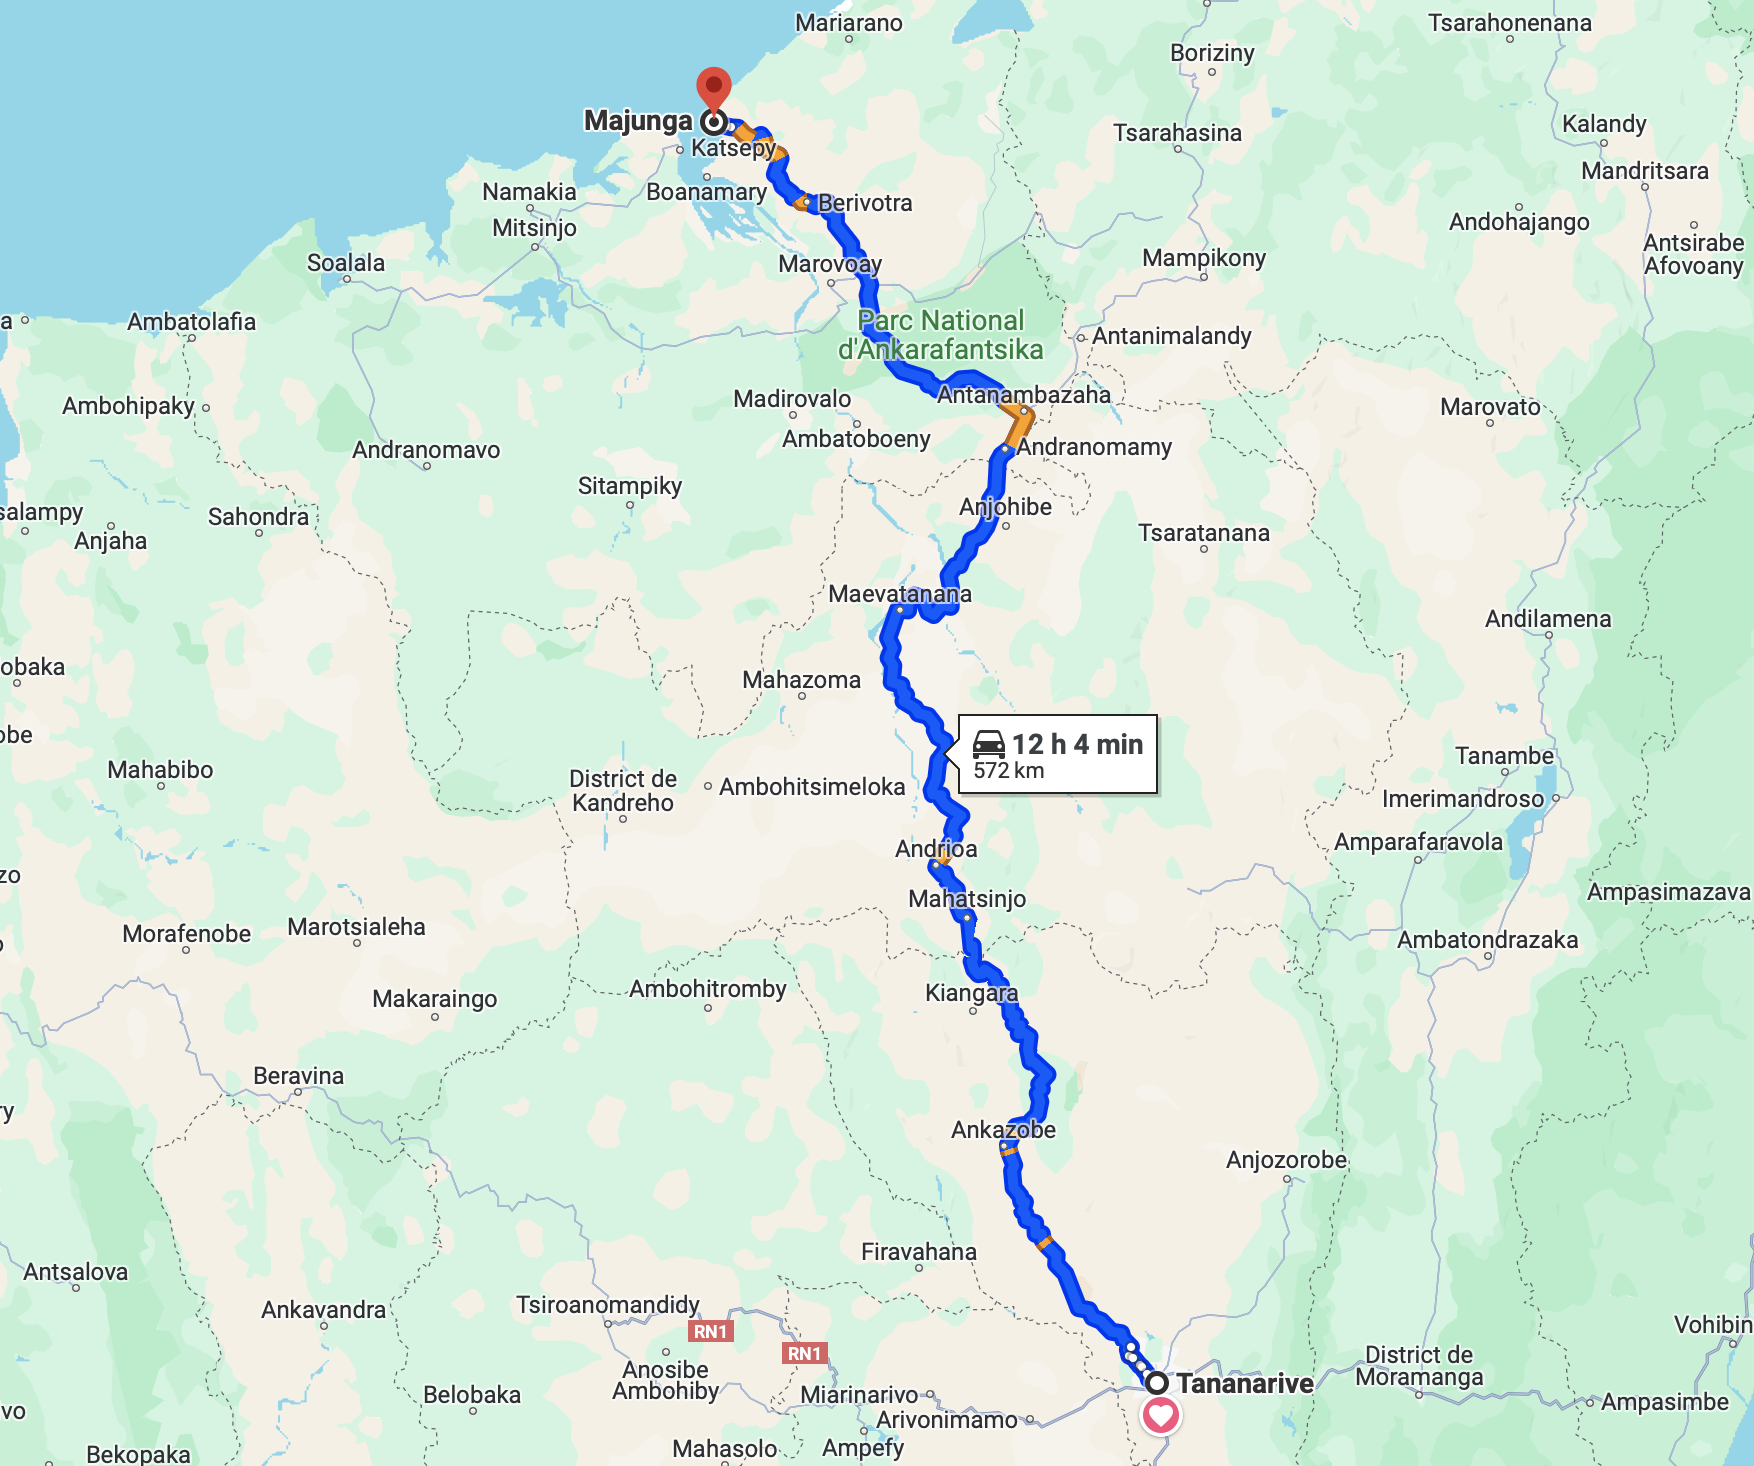 Mariarano
Tsarahonenana
Boriziny
Majunga
Kalandy
Tsarahasina
Katsepy
Mandritsara
Namakia
Boanamary
Berivotra
Andohajango
Mitsinjo
Antsirabe
Afovoany
Soalala
Marovoay
Mampikony
a
Ambatolafia
Parc National
d'Ankarafantsika
Antanimalandy
Ambohipaky
Madirovalo
Antanambazaha
Marovato
Andranomavo
Ambatoboeny
Andranomamy
Sitampiky
salampy
Sahondra
Anjohibe
Anjaha
Tsaratanana
Maevatanana
Andilamena
obaka
Mahazoma
obe
12 h 4 min
572 km
Mahabibo
District de
Kandreho
Ambohitsimeloka
Tanambe
Imerimandroso
Andrioa
Amparafaravola
zo
Mahatsinjo
Ampasimazava
Morafenobe
Marotsialeha
Ambatondrazaka
o
Makaraingo
Ambohitromby
Kiangara
Beravina
ry
Ankazobe
Anjozorobe
Antsalova
Firavahana
Ankavandra
Tsiroanomandidy
RN1
Vohibin
RN1
Anosibe
Ambohiby
District de
Moramanga
Tananarive
vo
Belobaka
Miarinarivo
Ampasimbe
Arivonimamo
Bekopaka
Mahasolo
Ampefy